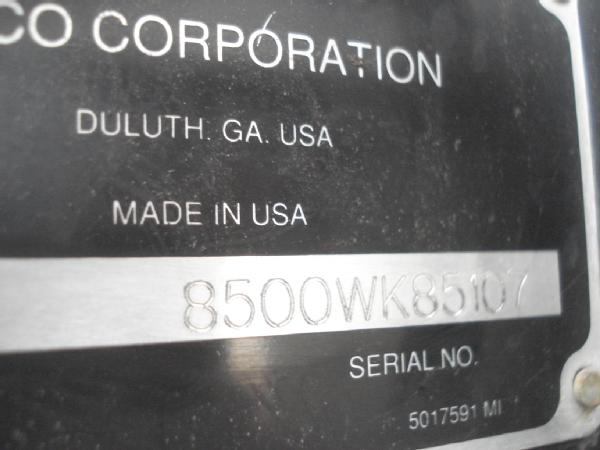 CO CORPORATION
DULUTH. GA. USA
MADE IN USA
8500WK85107
SERIAL NO.
5017591 MI